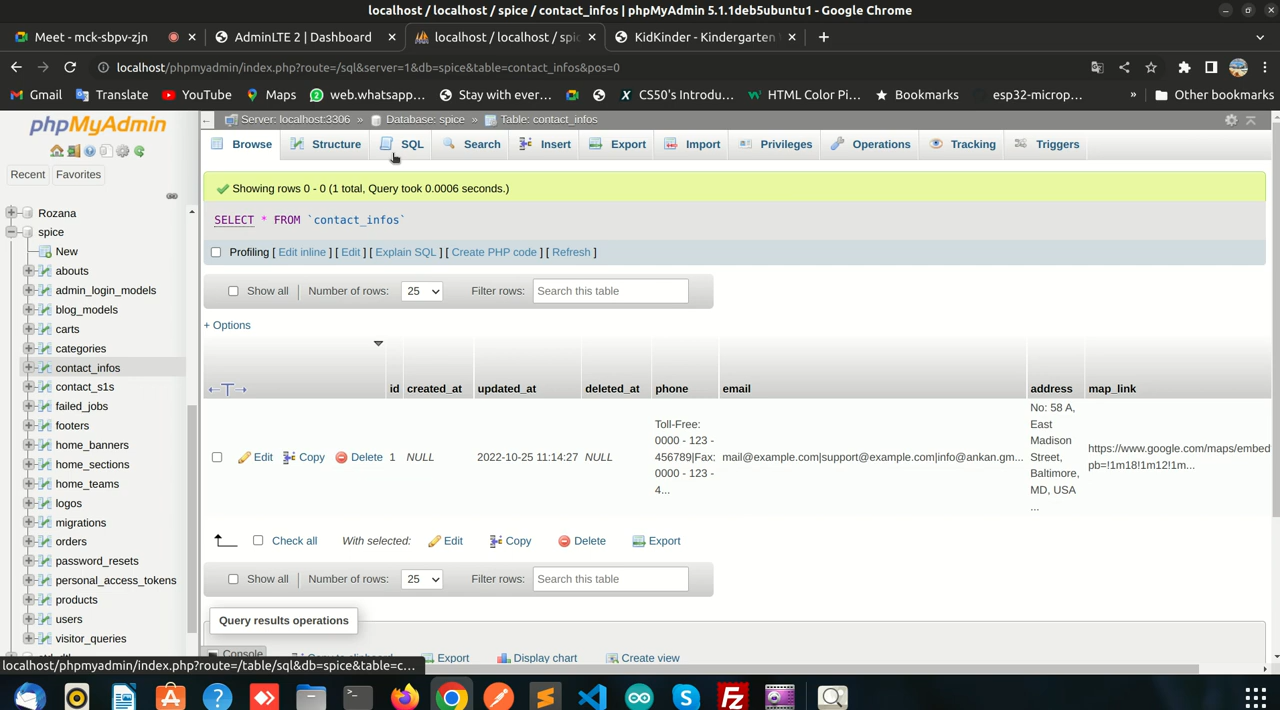 localhost / localhost / spice / contact_infos | phpMyAdmin 5.1.1deb5ubuntu1 - Google Chrome
Meet - mck-sbpv-zjn
AdminLTE 2 | Dashboard
localhost / localhost / spic
KidKinder - Kindergarten
localhost/phpmyadmin/index.php?route=/sql&server=1&db=spice&table=contact_infos&pos=0
Gmail Translate YouTube Maps web.whatsapp... Stay with ever... CS50's Introdu... HTML Color Pi... Bookmarks esp32-microp... » Other bookmarks
phpMyAdmin
Recent Favorites
Rozana
spice
New
abouts
admin_login_models
blog_models
carts
categories
contact_infos
contact_s1s
failed_jobs
footers
home_banners
home_sections
home_teams
logos
migrations
orders
password_resets
personal_access_tokens
products
users
visitor_queries
Server: localhost:3306 » Database: spice » Table: contact_infos
Browse Structure SQL Search Insert Export Import Privileges Operations Tracking Triggers
Showing rows 0 - 0 (1 total, Query took 0.0006 seconds.)
SELECT * FROM `contact_infos`
Profiling [ Edit inline ] [ Edit ] [ Explain SQL ] [ Create PHP code ] [ Refresh ]
Show all | Number of rows: 25 Filter rows: Search this table
+ Options
←T→ id created_at updated_at deleted_at phone email address map_link
Edit Copy Delete 1 NULL 2022-10-25 11:14:27 NULL
Toll-Free:
0000 - 123 -
456789|Fax:
0000 - 123 -
4...
mail@example.com|support@example.com|info@ankan.gm...
No: 58 A,
East
Madison
Street,
Baltimore,
MD, USA
...
https://www.google.com/maps/embed
pb=!1m18!1m12!1m...
Check all With selected: Edit Copy Delete Export
Show all | Number of rows: 25 Filter rows: Search this table
Query results operations
Console
Export Display chart Create view
localhost/phpmyadmin/index.php?route=/table/sql&db=spice&table=c...